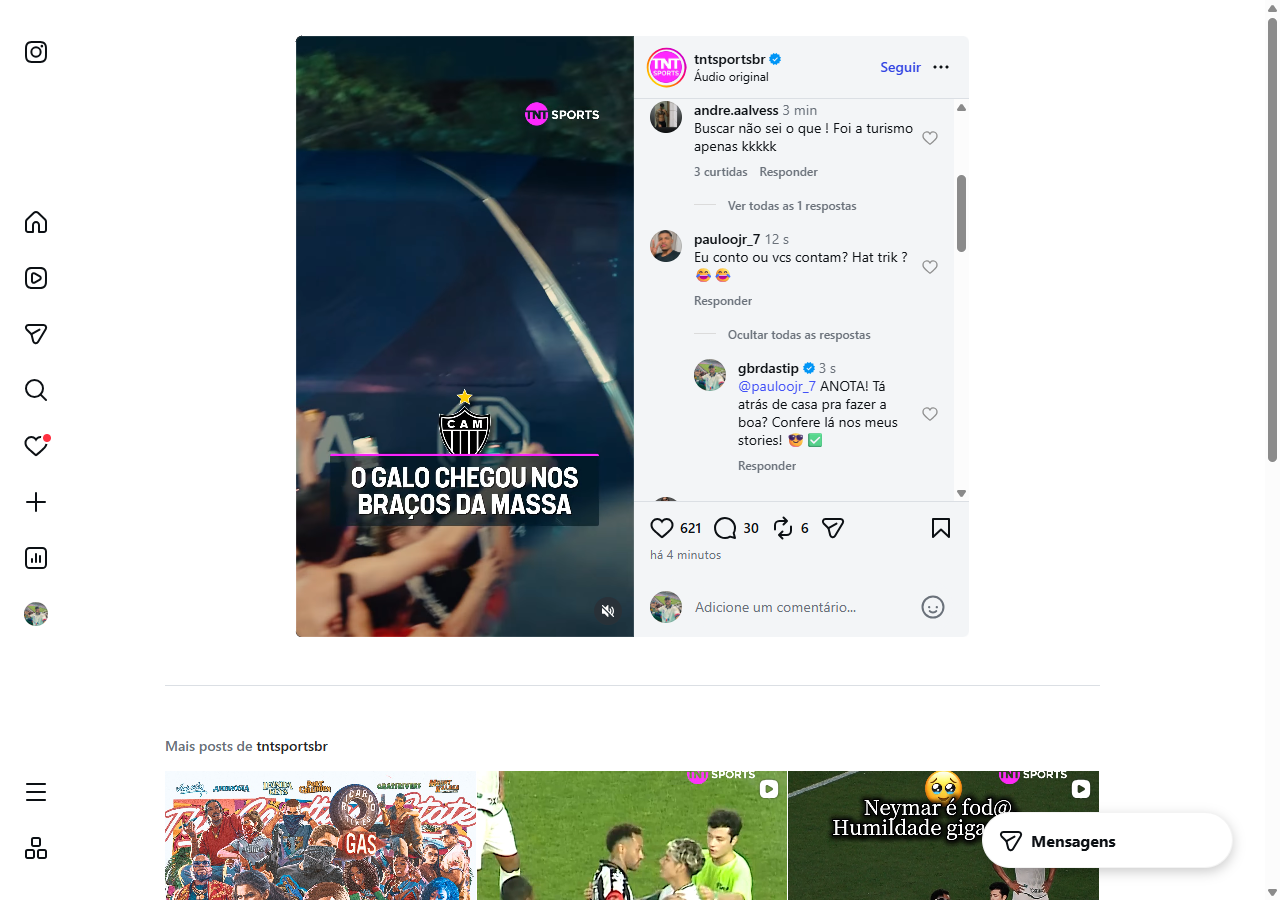 TNT SPORTS
CAM
O GALO CHEGOU NOS
BRAÇOS DA MASSA
24
TNT
SPORTS
tntsportsbr
Áudio original
Seguir
andre.aalvess 3 min
Buscar não sei o que ! Foi a turismo
apenas kkkkk
3 curtidas Responder
Ver todas as 1 respostas
pauloojr_7 12 s
Eu conto ou vcs contam? Hat trik ?
😂 😂
Responder
Ocultar todas as respostas
gbrdastip 3 s
@pauloojr_7 ANOTA! Tá
atrás de casa pra fazer a
boa? Confere lá nos meus
stories! 😎 ✅
Responder
621 30 6
há 4 minutos
Adicione um comentário...
Mais posts de tntsportsbr
RICARDO
GAS
TNT SPORTS
TNT SPORTS
Neymar é fod@
Humildade giga
Mensagens